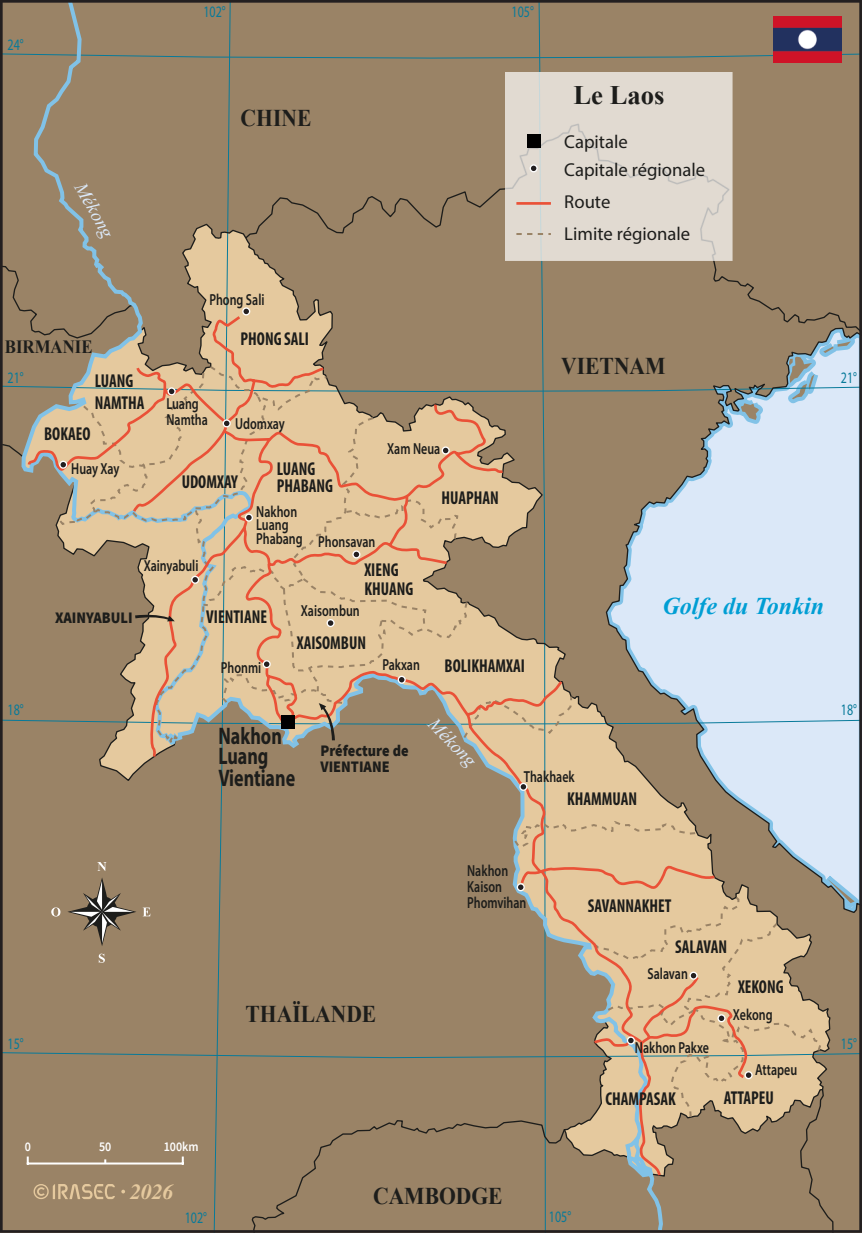 102°
105°
24°
Le Laos
Capitale
Capitale régionale
Route
Limite régionale
CHINE
Mékong
Phong Sali
PHONG SALI
BIRMANIE
VIETNAM
21°
21°
LUANG
NAMTHA
Luang
Namtha
BOKAEO
Udomxay
Huay Xay
Xam Neua
LUANG
PHABANG
UDOMXAY
HUAPHAN
Nakhon
Luang
Phabang
Phonsavan
Xainyabuli
XIENG
KHUANG
XAINYABULI
VIENTIANE
Xaisombun
XAISOMBUN
Golfe du Tonkin
Phonmi
Pakxan
BOLIKHAMXAI
18°
18°
Nakhon
Luang
Vientiane
Préfecture de
VIENTIANE
Mékong
Thakhaek
KHAMMUAN
Nakhon
Kaison
Phomvihan
SAVANNAKHET
N
O
E
S
SALAVAN
Salavan
XEKONG
Xekong
THAÏLANDE
15°
15°
Nakhon Pakxe
Attapeu
CHAMPASAK
ATTAPEU
0 50 100km
©IRASEC · 2026
CAMBODGE
102°
105°